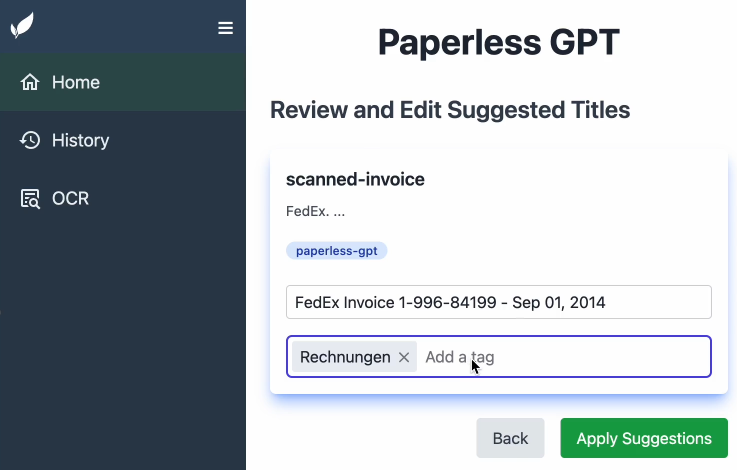 Paperless GPT
Home
History
OCR
Review and Edit Suggested Titles
scanned-invoice
FedEx. ...
paperless-gpt
FedEx Invoice 1-996-84199 - Sep 01, 2014
Rechnungen × Add a tag
Back
Apply Suggestions